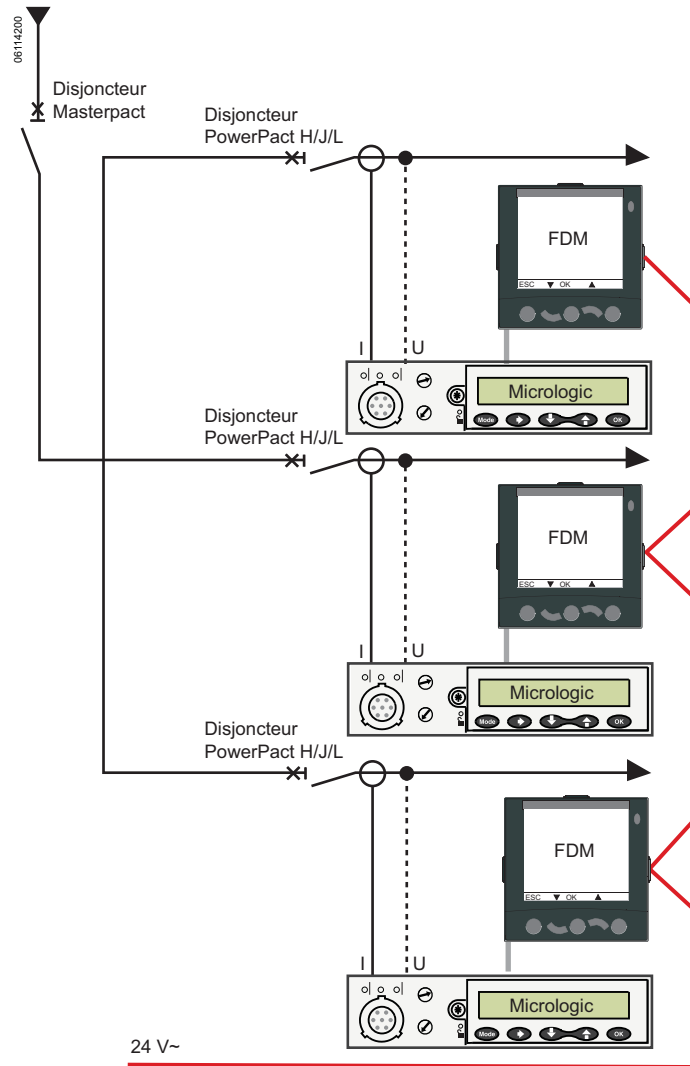 06114200
Disjoncteur
Masterpact
Disjoncteur
PowerPact H/J/L
FDM
ESC ▼ OK ▲
I U
Micrologic
Mode OK
Disjoncteur
PowerPact H/J/L
FDM
ESC ▼ OK ▲
I U
Micrologic
Mode OK
Disjoncteur
PowerPact H/J/L
FDM
ESC ▼ OK ▲
I U
Micrologic
Mode OK
24 V~